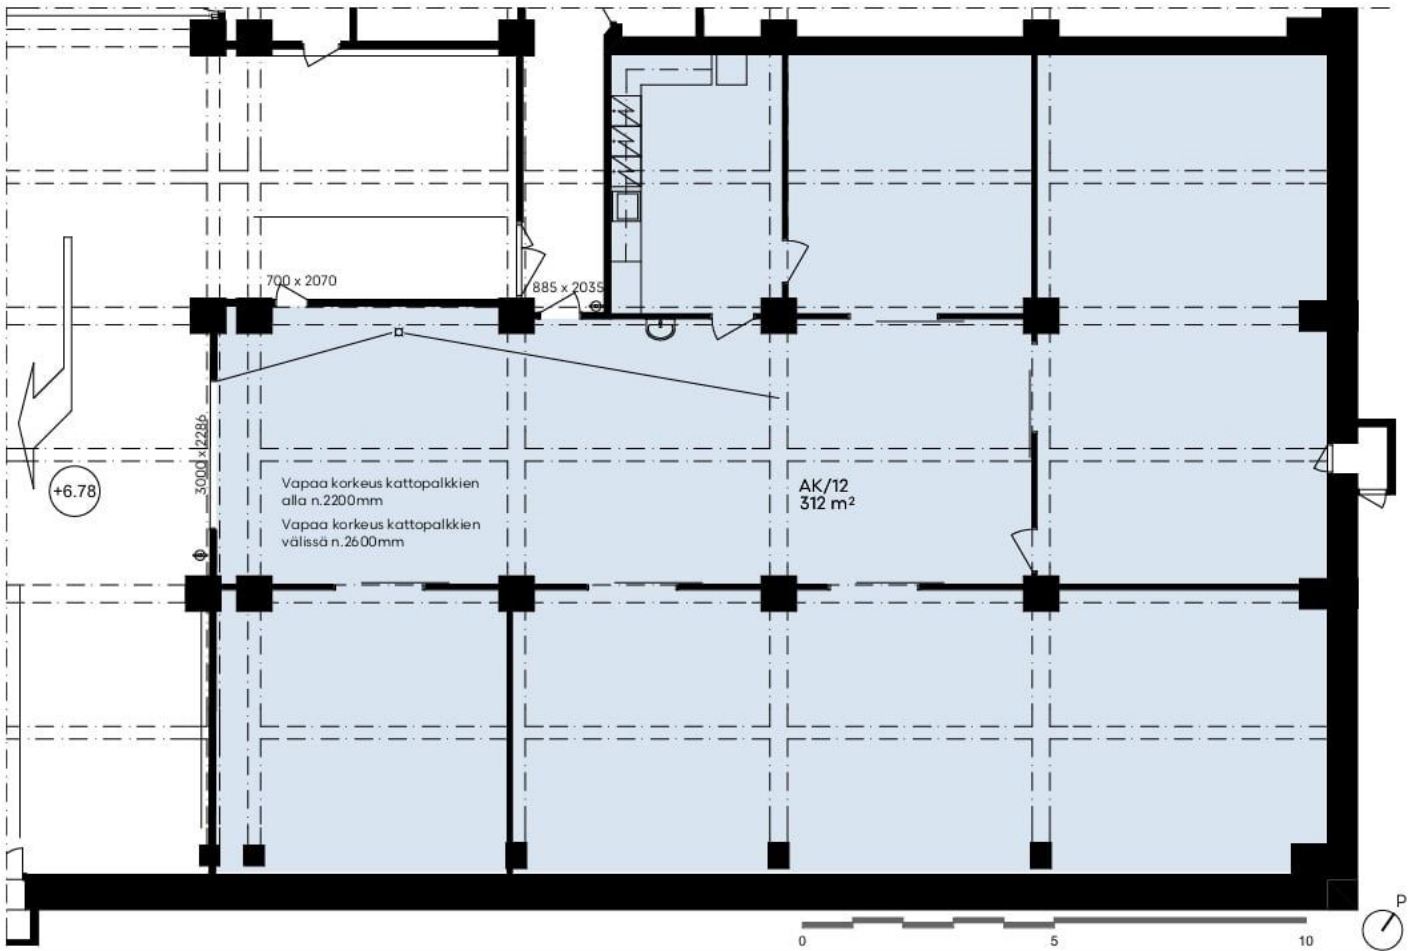 700 x 2070
885 x 2035
3000 x 2286
+6.78
Vapaa korkeus kattopalkkien
alla n.2200mm
Vapaa korkeus kattopalkkien
välissä n.2600mm
AK/12
312 m²
0
5
10
P